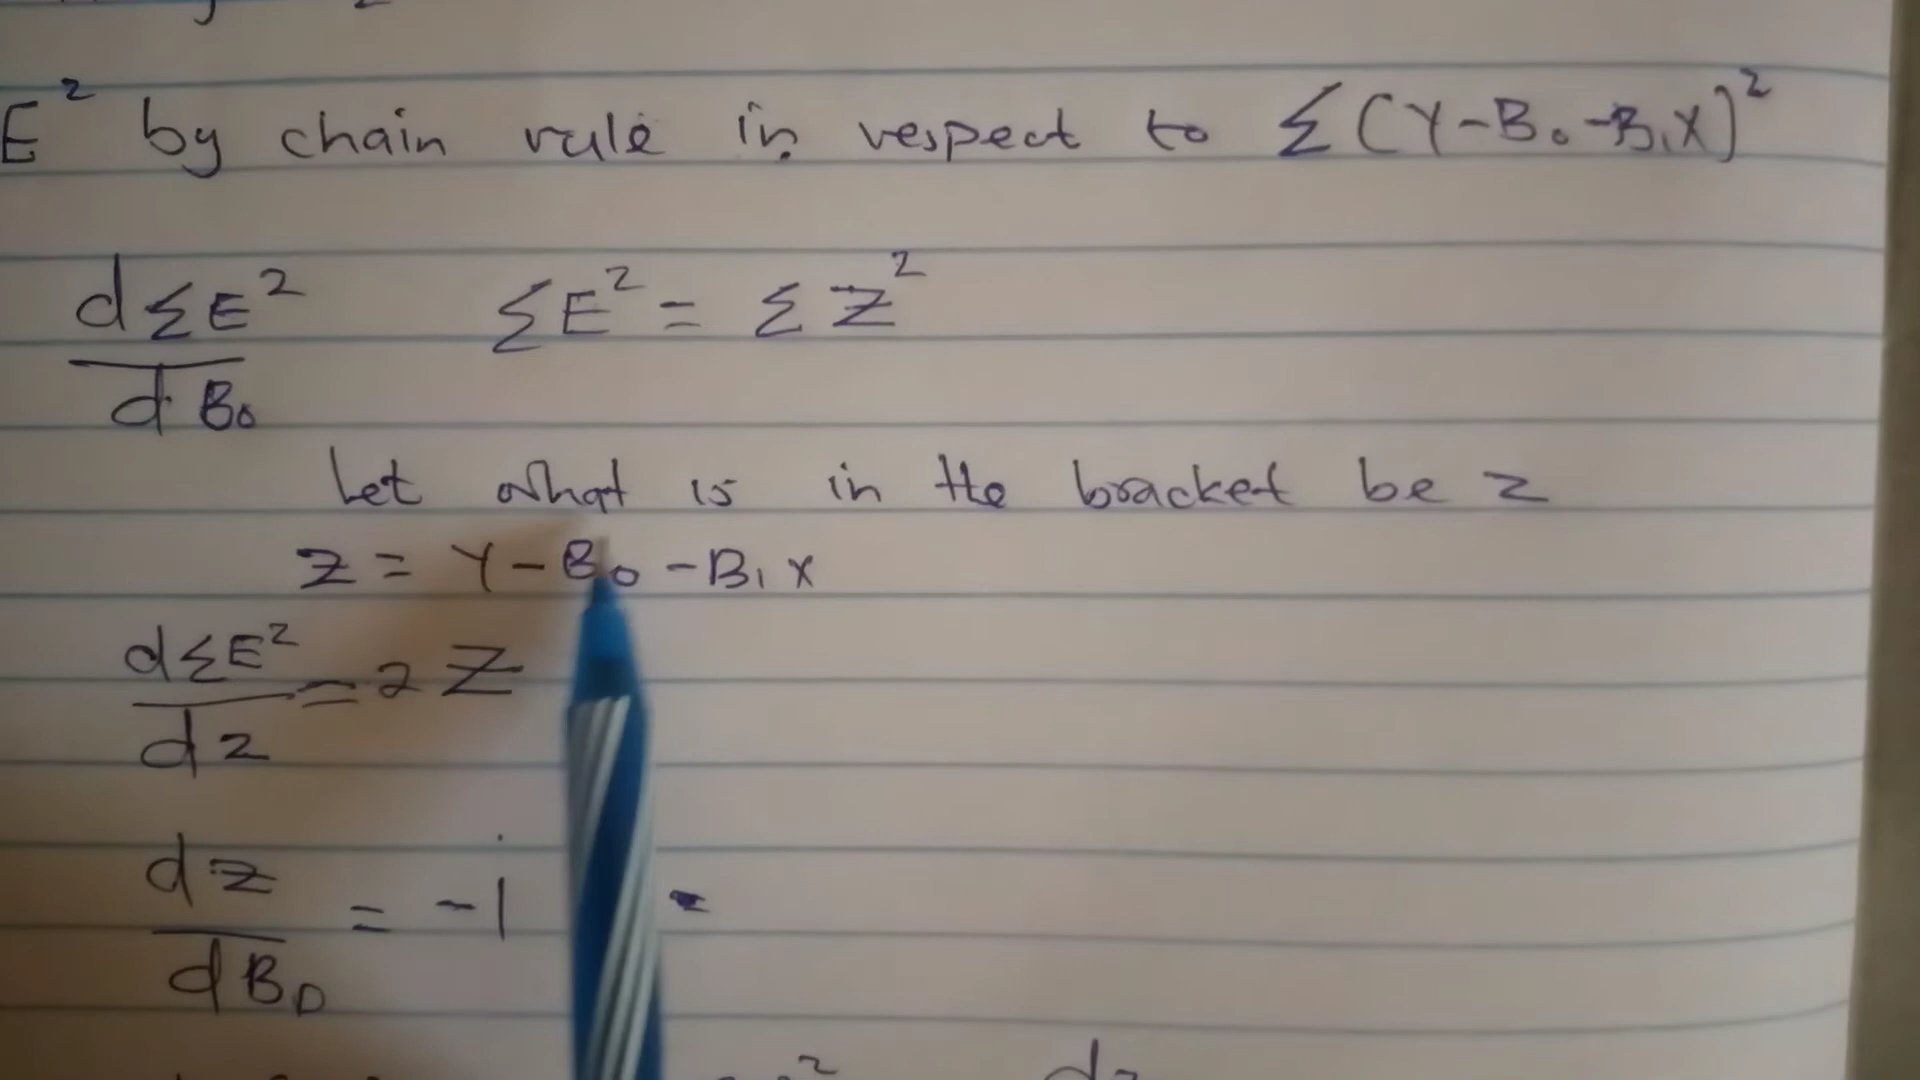 E² by chain rule in respect to Σ(Y-B₀-B₁X)²
dΣE²/dB₀ ΣE² = ΣZ²
Let what is in the bracket be z
Z = Y - B₀ - B₁X
dΣE²/dz = 2Z
dz/dB₀ = -1